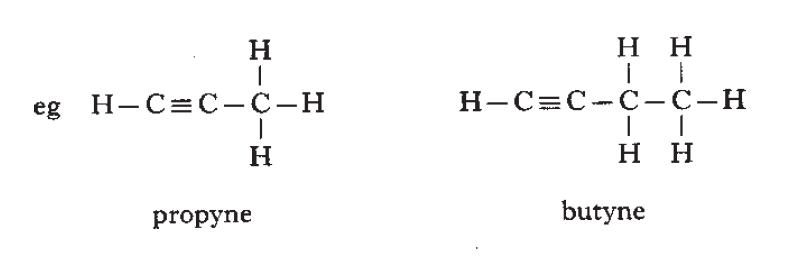 H H H
eg H–C≡C–C–H H–C≡C–C–C–H
H H H
propyne butyne